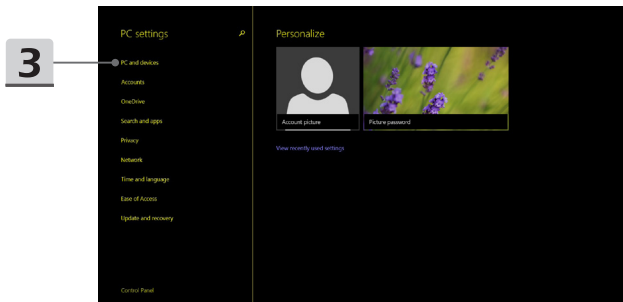 3
PC settings
PC and devices
Accounts
OneDrive
Search and apps
Privacy
Network
Time and language
Ease of Access
Update and recovery
Control Panel
Personalize
Account picture
Picture password
View recently used settings